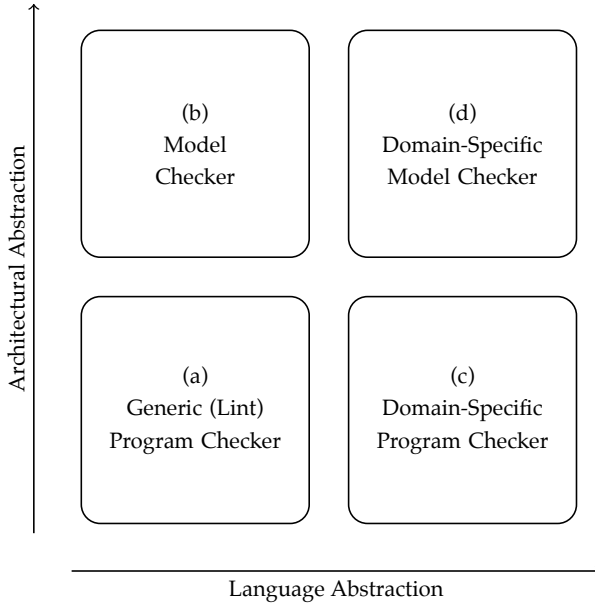 Architectural Abstraction
(b)
Model
Checker
(d)
Domain-Specific
Model Checker
(a)
Generic (Lint)
Program Checker
(c)
Domain-Specific
Program Checker
Language Abstraction